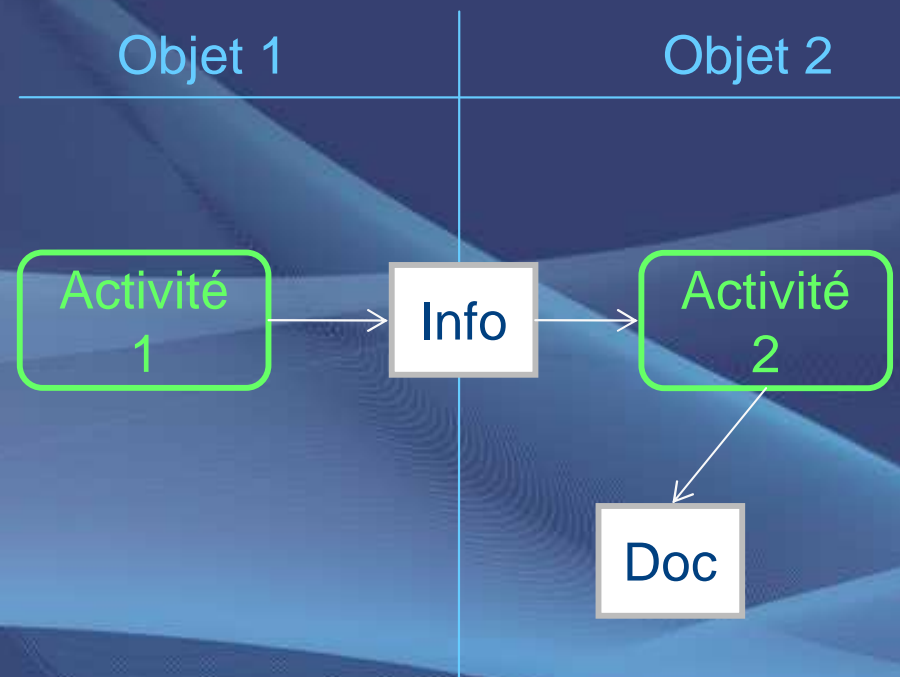 Objet 1
Objet 2
Activité
1
Info
Activité
2
Doc